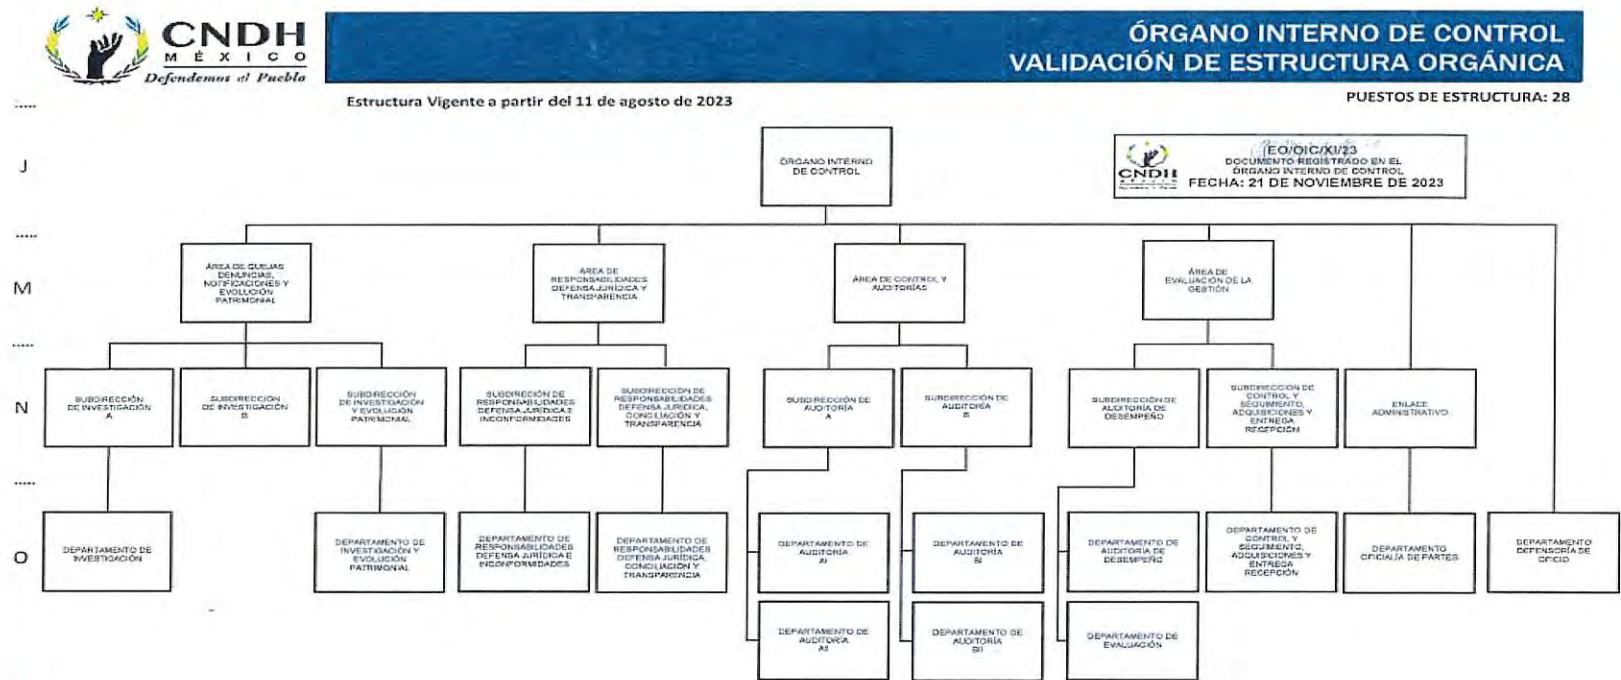 CNDH
MÉXICO
Defendemos al Pueblo
ÓRGANO INTERNO DE CONTROL
VALIDACIÓN DE ESTRUCTURA ORGÁNICA
Estructura Vigente a partir del 11 de agosto de 2023
PUESTOS DE ESTRUCTURA: 28
J
ÓRGANO INTERNO
DE CONTROL
CNDH
EO/OIC/XI/23
DOCUMENTO REGISTRADO EN EL
ÓRGANO INTERNO DE CONTROL
FECHA: 21 DE NOVIEMBRE DE 2023
M
ÁREA DE QUEJAS
DENUNCIAS,
NOTIFICACIONES Y
EVOLUCIÓN
PATRIMONIAL
ÁREA DE
RESPONSABILIDADES
DEFENSA JURÍDICA Y
TRANSPARENCIA
ÁREA DE CONTROL Y
AUDITORÍAS
ÁREA DE
EVALUACIÓN DE LA
GESTIÓN
N
SUBDIRECCIÓN
DE INVESTIGACIÓN
A
SUBDIRECCIÓN
DE INVESTIGACIÓN
B
SUBDIRECCIÓN
DE INVESTIGACIÓN
Y EVOLUCIÓN
PATRIMONIAL
SUBDIRECCIÓN DE
RESPONSABILIDADES
DEFENSA JURÍDICA E
INCONFORMIDADES
SUBDIRECCIÓN DE
RESPONSABILIDADES
DEFENSA JURÍDICA,
CONCILIACIÓN Y
TRANSPARENCIA
SUBDIRECCIÓN DE
AUDITORÍA
A
SUBDIRECCIÓN DE
AUDITORÍA
B
SUBDIRECCIÓN DE
AUDITORÍA DE
DESEMPEÑO
SUBDIRECCIÓN DE
CONTROL Y
SEGUIMIENTO,
ADQUISICIONES Y
ENTREGA
RECEPCIÓN
ENLACE
ADMINISTRATIVO
O
DEPARTAMENTO DE
INVESTIGACIÓN
DEPARTAMENTO DE
INVESTIGACIÓN Y
EVOLUCIÓN
PATRIMONIAL
DEPARTAMENTO DE
RESPONSABILIDADES
DEFENSA JURÍDICA E
INCONFORMIDADES
DEPARTAMENTO DE
RESPONSABILIDADES
DEFENSA JURÍDICA,
CONCILIACIÓN Y
TRANSPARENCIA
DEPARTAMENTO DE
AUDITORÍA
AI
DEPARTAMENTO DE
AUDITORÍA
BI
DEPARTAMENTO DE
AUDITORÍA DE
DESEMPEÑO
DEPARTAMENTO DE
CONTROL Y
SEGUIMIENTO,
ADQUISICIONES Y
ENTREGA
RECEPCIÓN
DEPARTAMENTO
OFICIALÍA DE PARTES
DEPARTAMENTO
DEFENSORÍA DE
OFICIO
DEPARTAMENTO DE
AUDITORÍA
AII
DEPARTAMENTO DE
AUDITORÍA
BII
DEPARTAMENTO DE
EVALUACIÓN